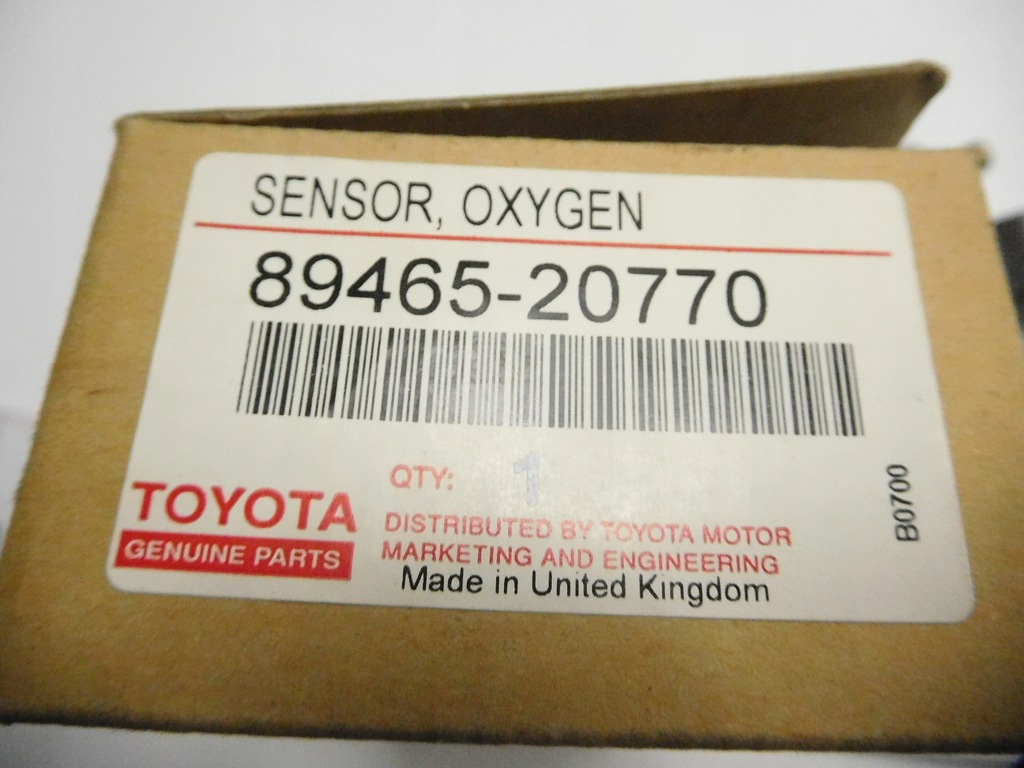 SENSOR, OXYGEN
89465-20770
QTY: 1
TOYOTA
GENUINE PARTS
DISTRIBUTED BY TOYOTA MOTOR
MARKETING AND ENGINEERING
Made in United Kingdom
B0700